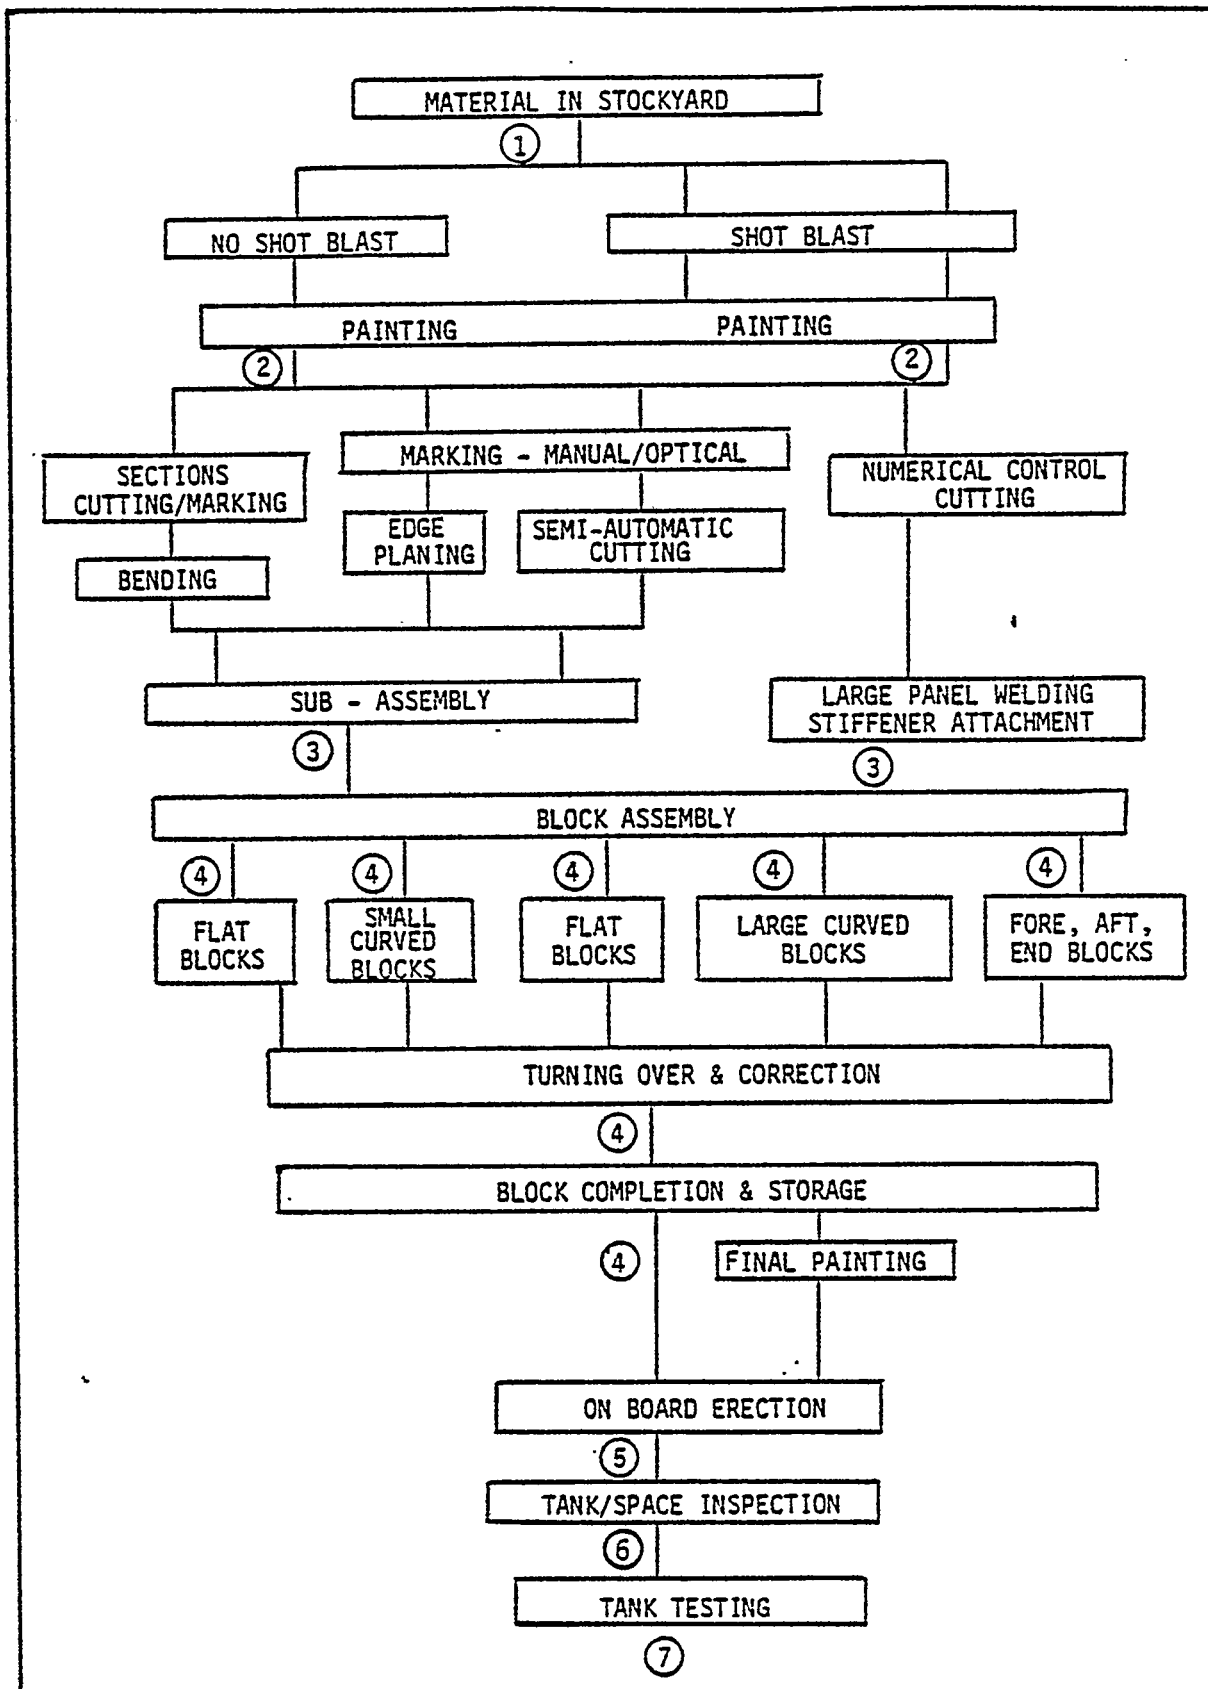 MATERIAL IN STOCKYARD
1
NO SHOT BLAST
SHOT BLAST
PAINTING
PAINTING
2
2
SECTIONS
CUTTING/MARKING
MARKING - MANUAL/OPTICAL
NUMERICAL CONTROL
CUTTING
EDGE
PLANING
SEMI-AUTOMATIC
CUTTING
BENDING
SUB - ASSEMBLY
LARGE PANEL WELDING
STIFFENER ATTACHMENT
3
3
BLOCK ASSEMBLY
4
4
4
4
4
FLAT
BLOCKS
SMALL
CURVED
BLOCKS
FLAT
BLOCKS
LARGE CURVED
BLOCKS
FORE, AFT,
END BLOCKS
TURNING OVER & CORRECTION
4
BLOCK COMPLETION & STORAGE
4
FINAL PAINTING
ON BOARD ERECTION
5
TANK/SPACE INSPECTION
6
TANK TESTING
7